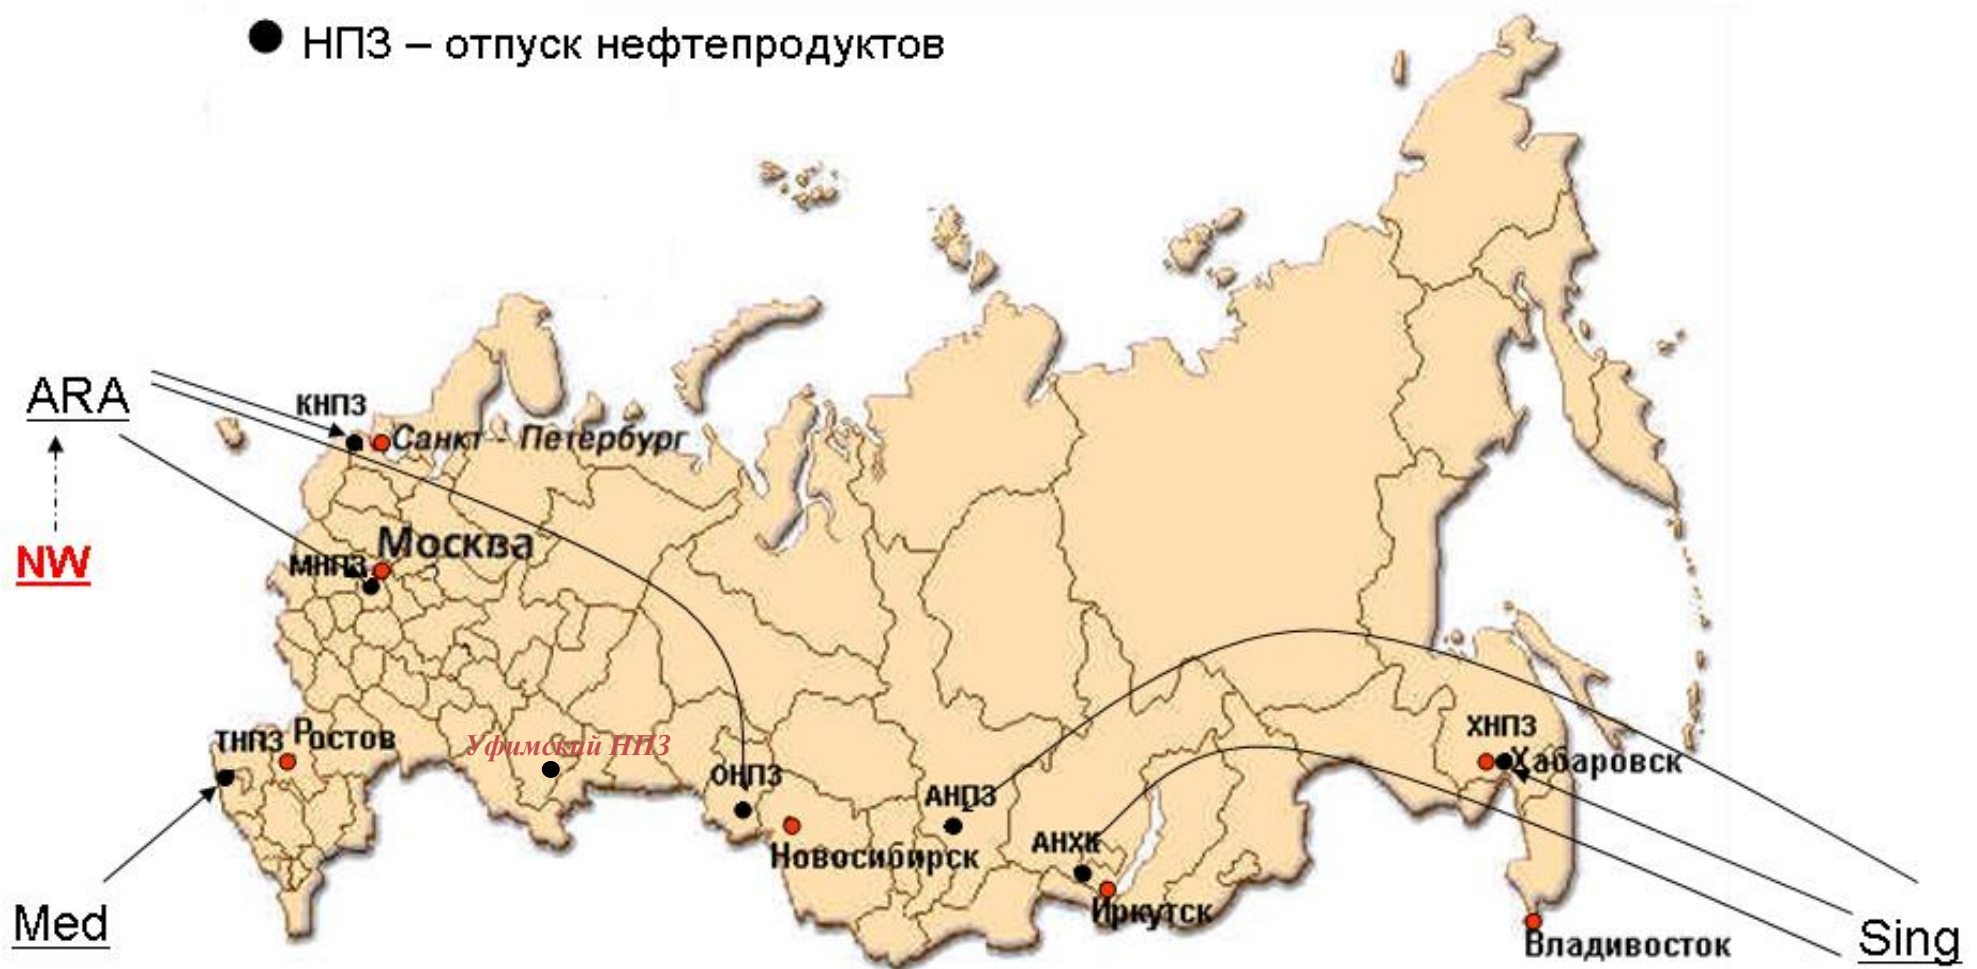 НПЗ – отпуск нефтепродуктов
ARA
КНПЗ
Санкт - Петербург
NW
Москва
МНПЗ
ТНПЗ
Ростов
Уфимский НПЗ
ОНПЗ
АНПЗ
ХНПЗ
Хабаровск
Новосибирск
АНХК
Иркутск
Med
Sing
Владивосток